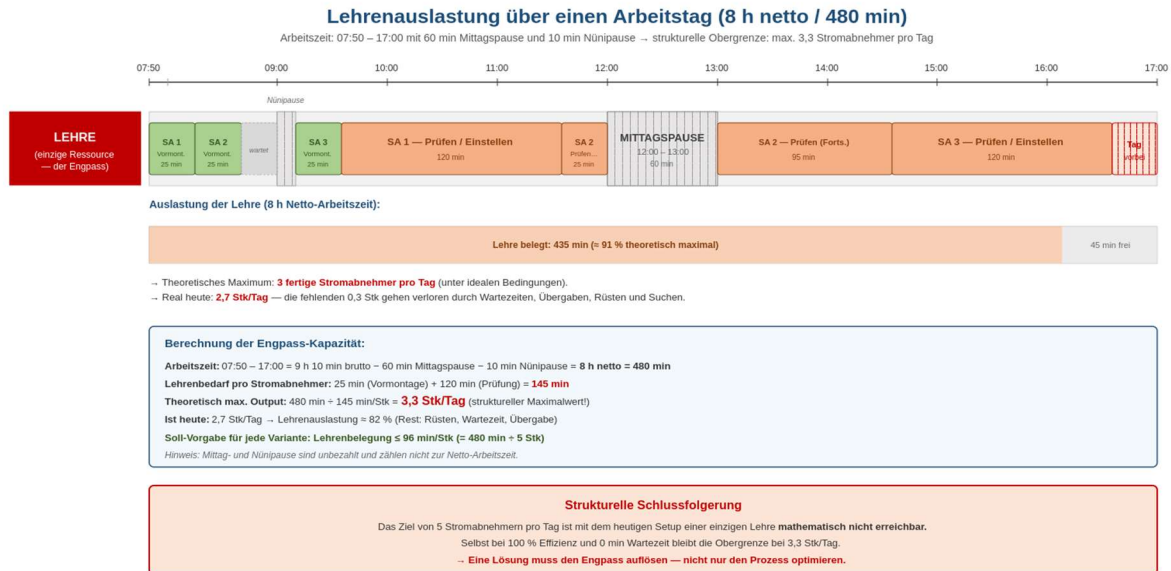 Lehrenauslastung über einen Arbeitstag (8 h netto / 480 min)
Arbeitszeit: 07:50 – 17:00 mit 60 min Mittagspause und 10 min Nünipause → strukturelle Obergrenze: max. 3,3 Stromabnehmer pro Tag
07:50 09:00 10:00 11:00 12:00 13:00 14:00 15:00 16:00 17:00
Nünipause
LEHRE
(einzige Ressource
— der Engpass)
SA 1
Vormont.
25 min
SA 2
Vormont.
25 min
wartet
SA 3
Vormont.
25 min
SA 1 — Prüfen / Einstellen
120 min
SA 2
Prüfen...
25 min
MITTAGSPAUSE
12:00 – 13:00
60 min
SA 2 — Prüfen (Forts.)
95 min
SA 3 — Prüfen / Einstellen
120 min
Tag
vorbei
Auslastung der Lehre (8 h Netto-Arbeitszeit):
Lehre belegt: 435 min (≈ 91 % theoretisch maximal)
45 min frei
→ Theoretisches Maximum: 3 fertige Stromabnehmer pro Tag (unter idealen Bedingungen).
→ Real heute: 2,7 Stk/Tag — die fehlenden 0,3 Stk gehen verloren durch Wartezeiten, Übergaben, Rüsten und Suchen.
Berechnung der Engpass-Kapazität:
Arbeitszeit: 07:50 – 17:00 = 9 h 10 min brutto − 60 min Mittagspause − 10 min Nünipause = 8 h netto = 480 min
Lehrenbedarf pro Stromabnehmer: 25 min (Vormontage) + 120 min (Prüfung) = 145 min
Theoretisch max. Output: 480 min ÷ 145 min/Stk = 3,3 Stk/Tag (struktureller Maximalwert!)
Ist heute: 2,7 Stk/Tag → Lehrenauslastung ≈ 82 % (Rest: Rüsten, Wartezeit, Übergabe)
Soll-Vorgabe für jede Variante: Lehrenbelegung ≤ 96 min/Stk (= 480 min ÷ 5 Stk)
Hinweis: Mittag- und Nünipause sind unbezahlt und zählen nicht zur Netto-Arbeitszeit.
Strukturelle Schlussfolgerung
Das Ziel von 5 Stromabnehmern pro Tag ist mit dem heutigen Setup einer einzigen Lehre mathematisch nicht erreichbar.
Selbst bei 100 % Effizienz und 0 min Wartezeit bleibt die Obergrenze bei 3,3 Stk/Tag.
→ Eine Lösung muss den Engpass auflösen — nicht nur den Prozess optimieren.